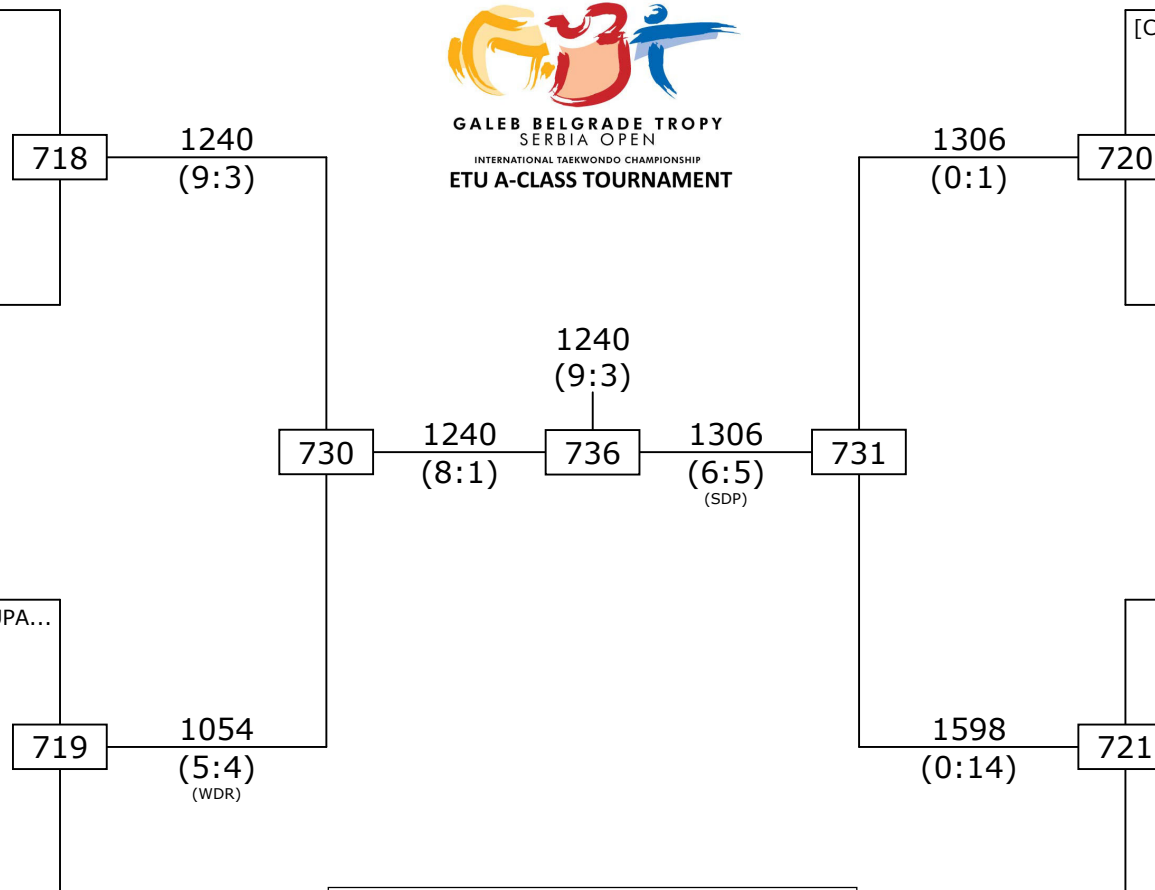 GALEB BELGRADE TROPY
SERBIA OPEN
INTERNATIONAL TAEKWONDO CHAMPIONSHIP
ETU A-CLASS TOURNAMENT
[C
718
1240
(9:3)
1306
(0:1)
720
1240
(9:3)
730
1240
(8:1)
736
1306
(6:5)
(SDP)
731
JPA...
719
1054
(5:4)
(WDR)
1598
(0:14)
721